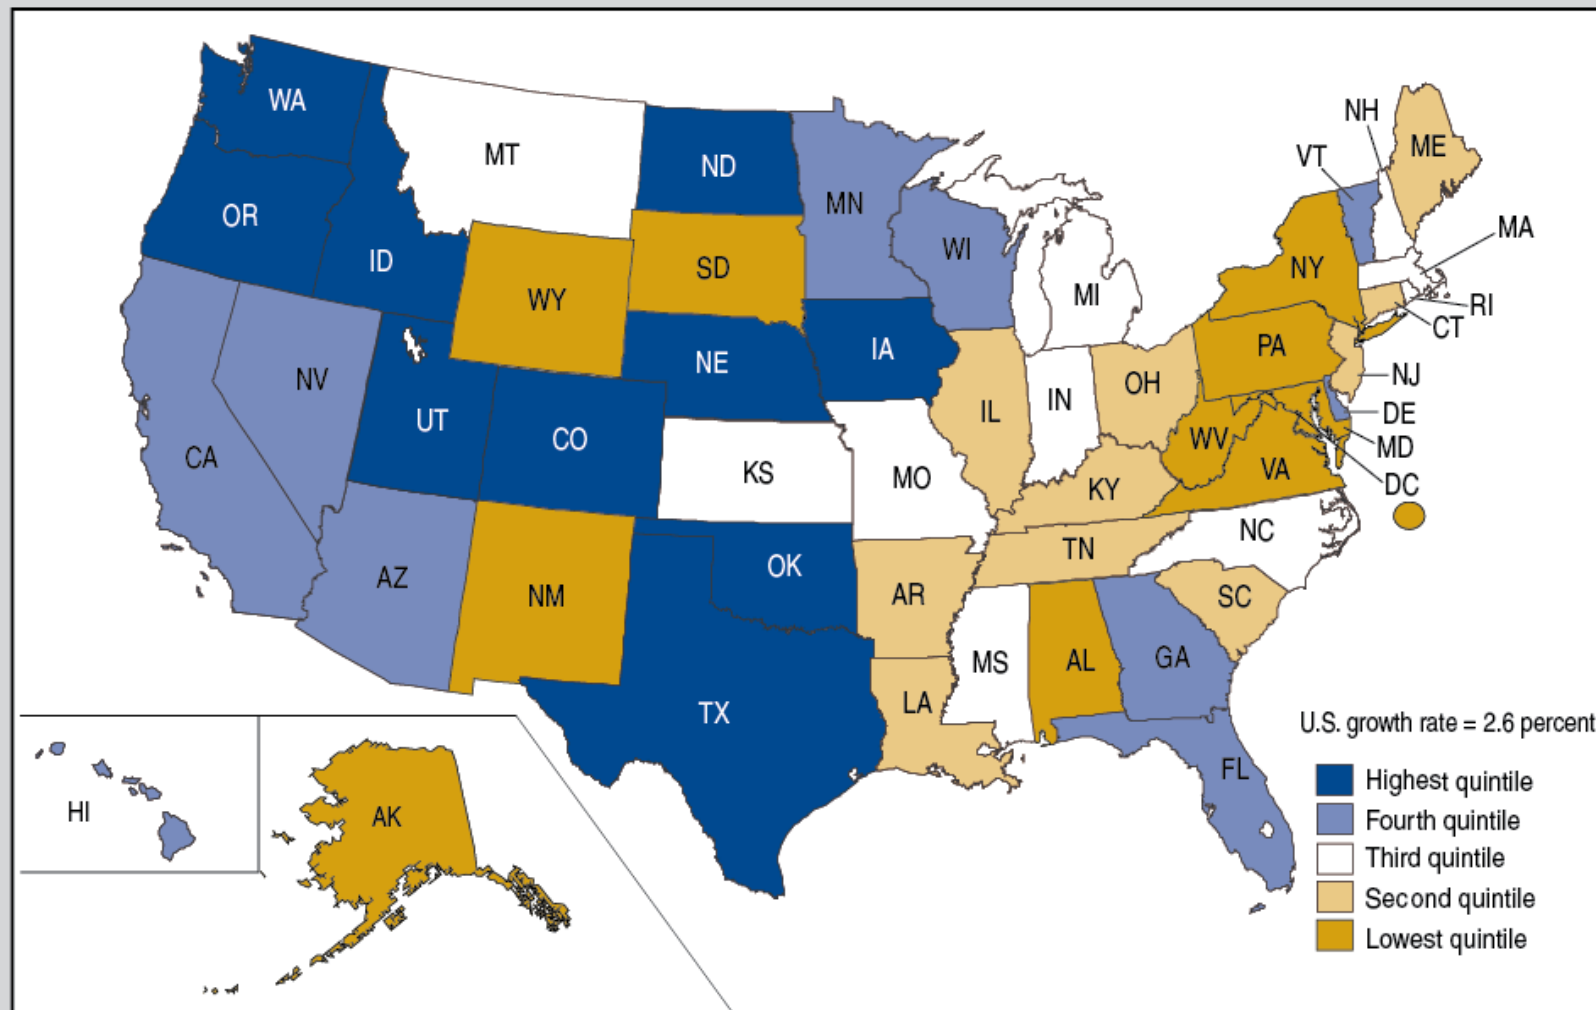 WA
MT
ND
MN
OR
ID
WY
SD
WI
MI
NH
VT
ME
MA
NY
RI
CT
PA
NJ
DE
MD
DC
NE
IA
NV
UT
CO
CA
KS
MO
IL
IN
OH
WV
VA
KY
NC
TN
AZ
NM
OK
AR
SC
MS
AL
GA
LA
TX
FL
HI
AK
U.S. growth rate = 2.6 percent
Highest quintile
Fourth quintile
Third quintile
Second quintile
Lowest quintile